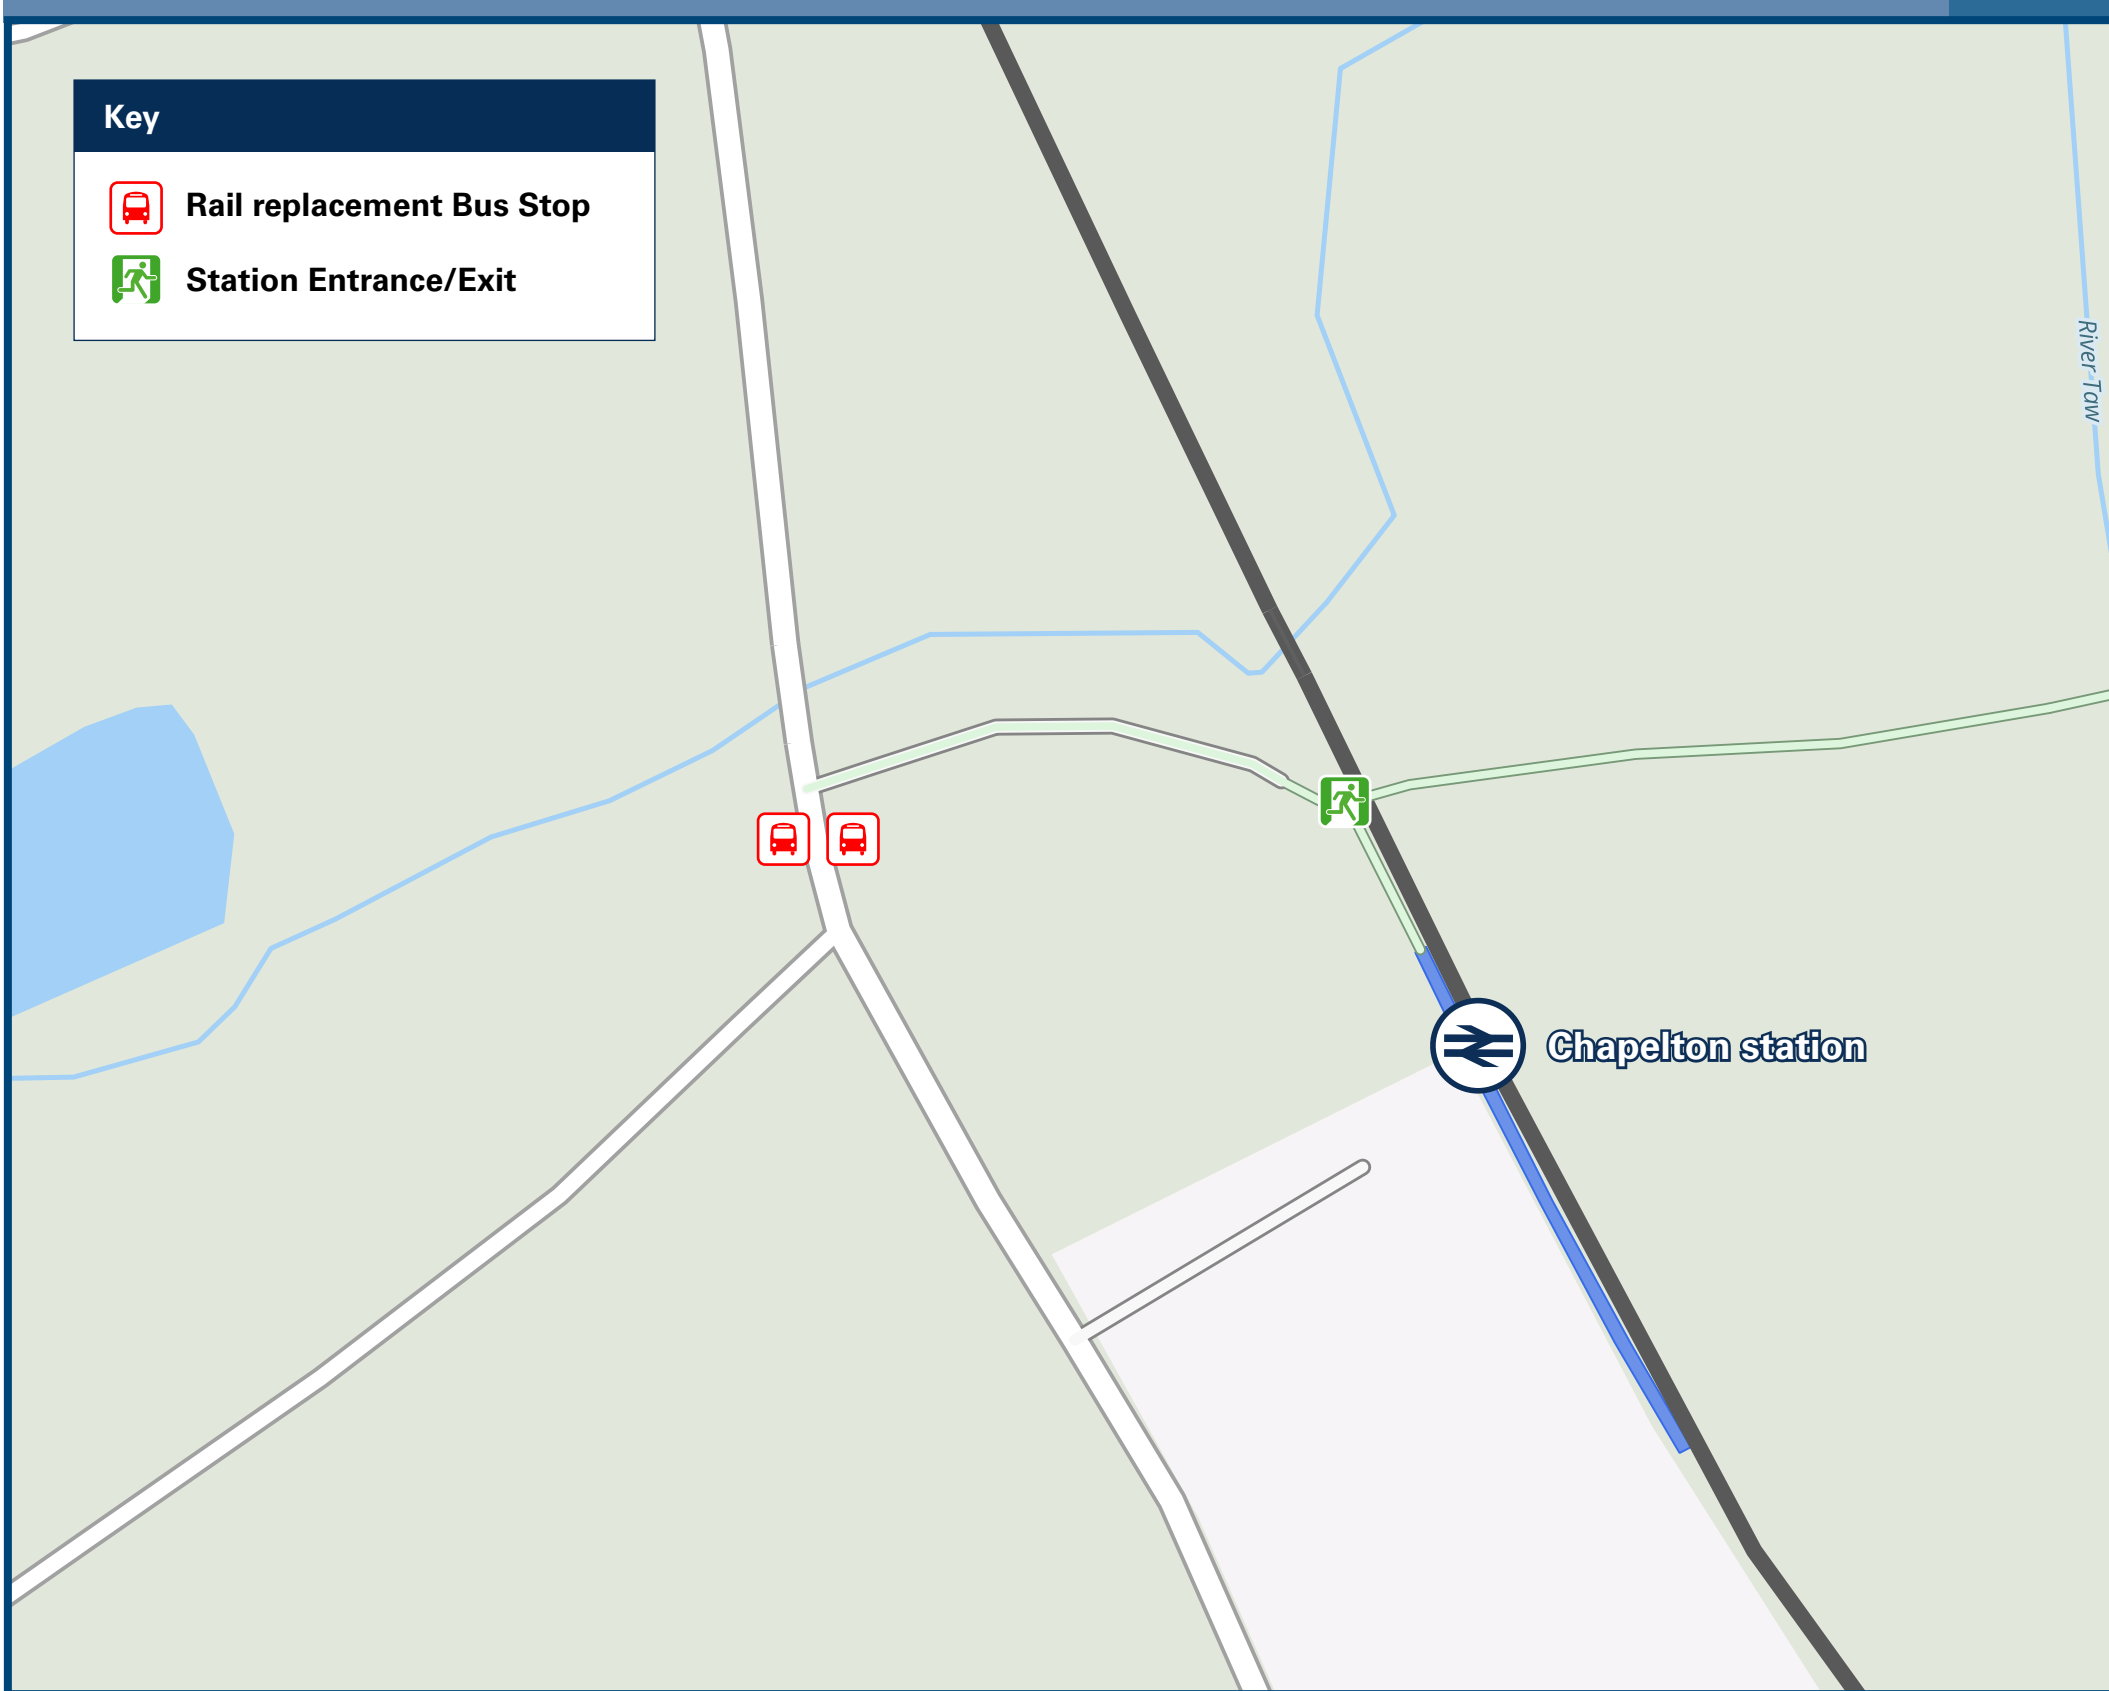 Key
Rail replacement Bus Stop
Station Entrance/Exit
River Taw
Chapelton station